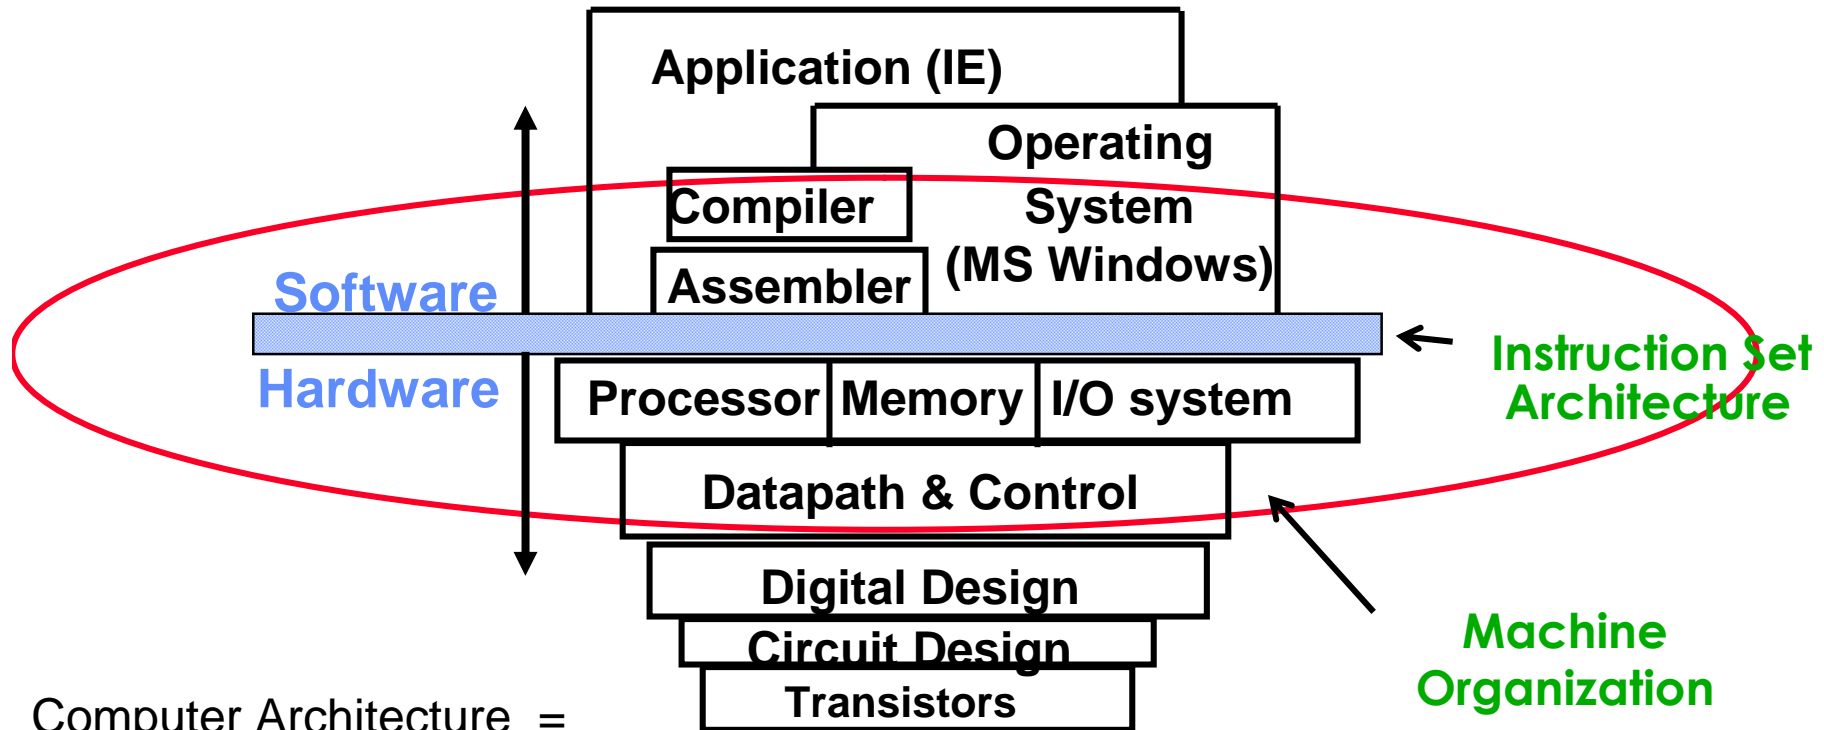 Application (IE)
Operating
System
(MS Windows)
Compiler
Assembler
Software
Hardware
Instruction Set
Architecture
Processor
Memory
I/O system
Datapath & Control
Digital Design
Circuit Design
Transistors
Machine
Organization
Computer Architecture =